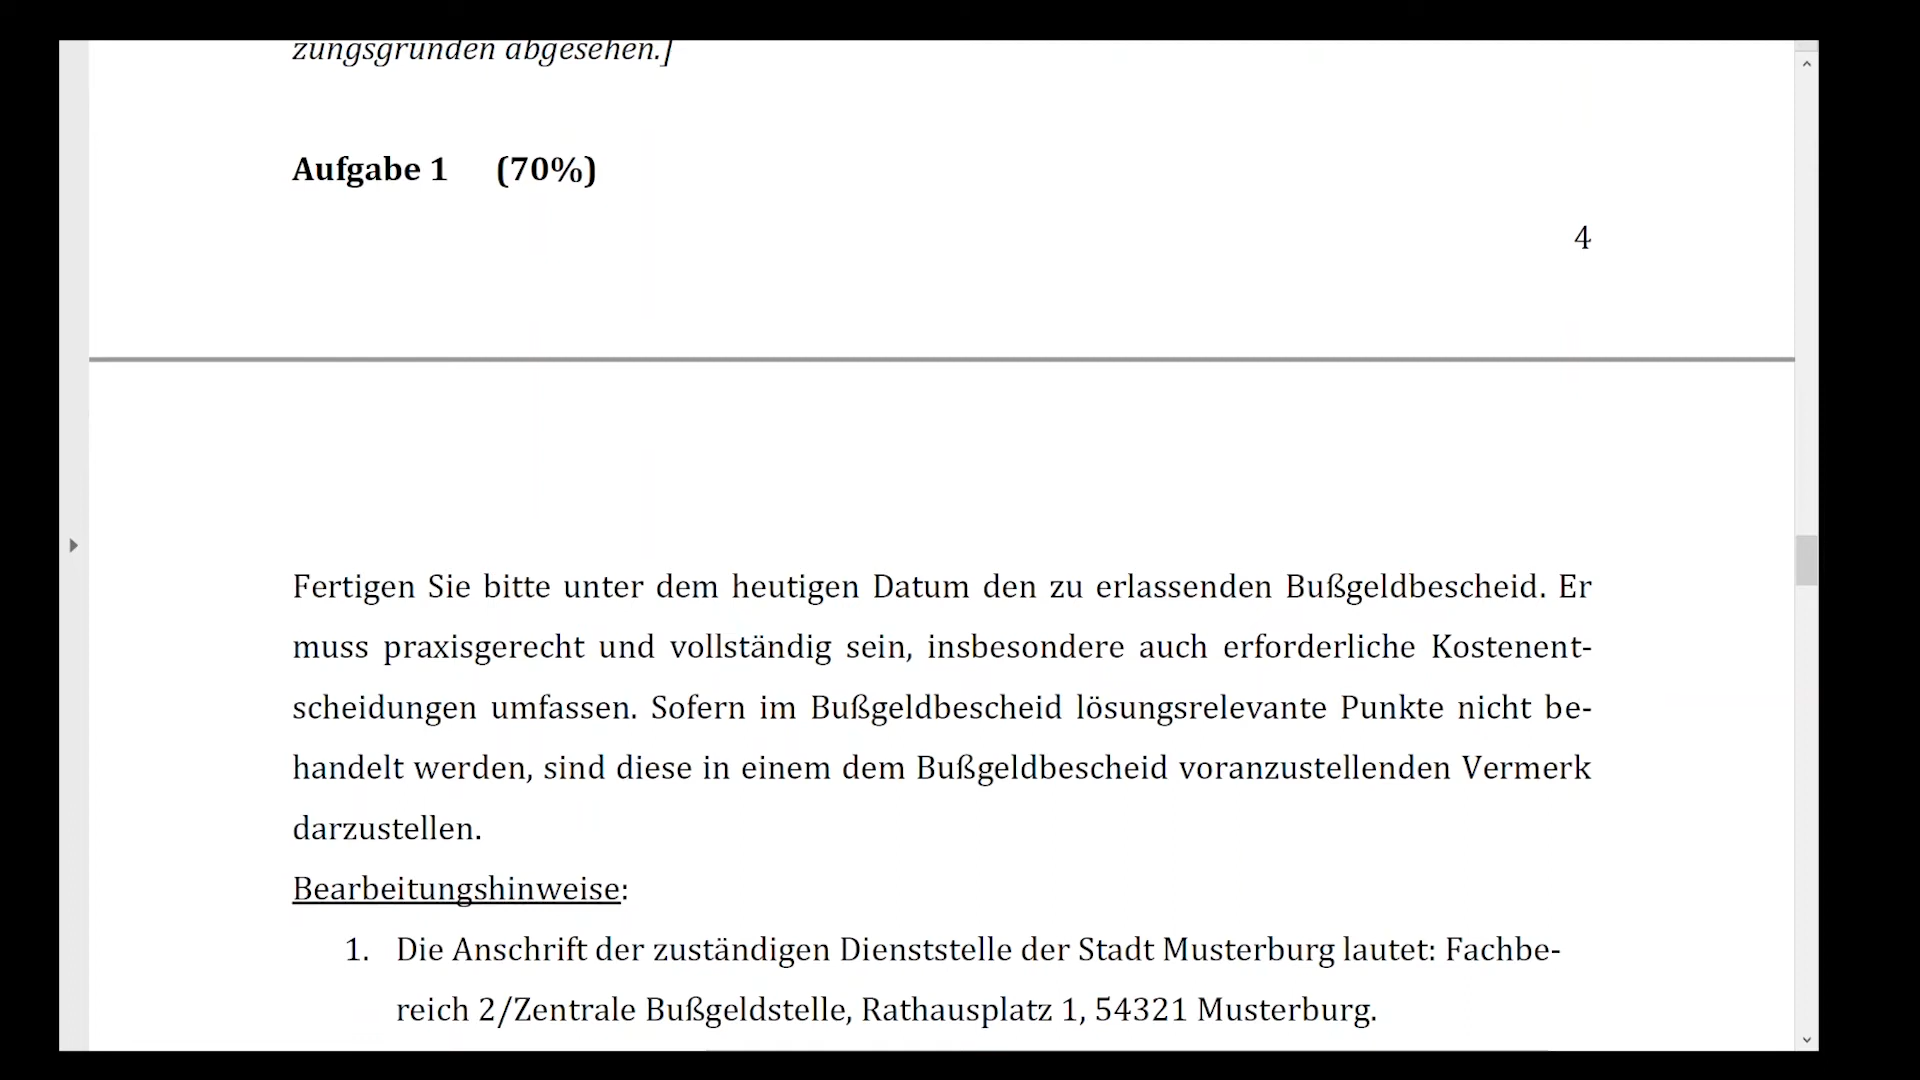 zungsgründen abgesehen.]
Aufgabe 1 (70%)
4
Fertigen Sie bitte unter dem heutigen Datum den zu erlassenden Bußgeldbescheid. Er
muss praxisgerecht und vollständig sein, insbesondere auch erforderliche Kostenent-
scheidungen umfassen. Sofern im Bußgeldbescheid lösungsrelevante Punkte nicht be-
handelt werden, sind diese in einem dem Bußgeldbescheid voranzustellenden Vermerk
darzustellen.
Bearbeitungshinweise:
1. Die Anschrift der zuständigen Dienststelle der Stadt Musterburg lautet: Fachbe-
reich 2/Zentrale Bußgeldstelle, Rathausplatz 1, 54321 Musterburg.